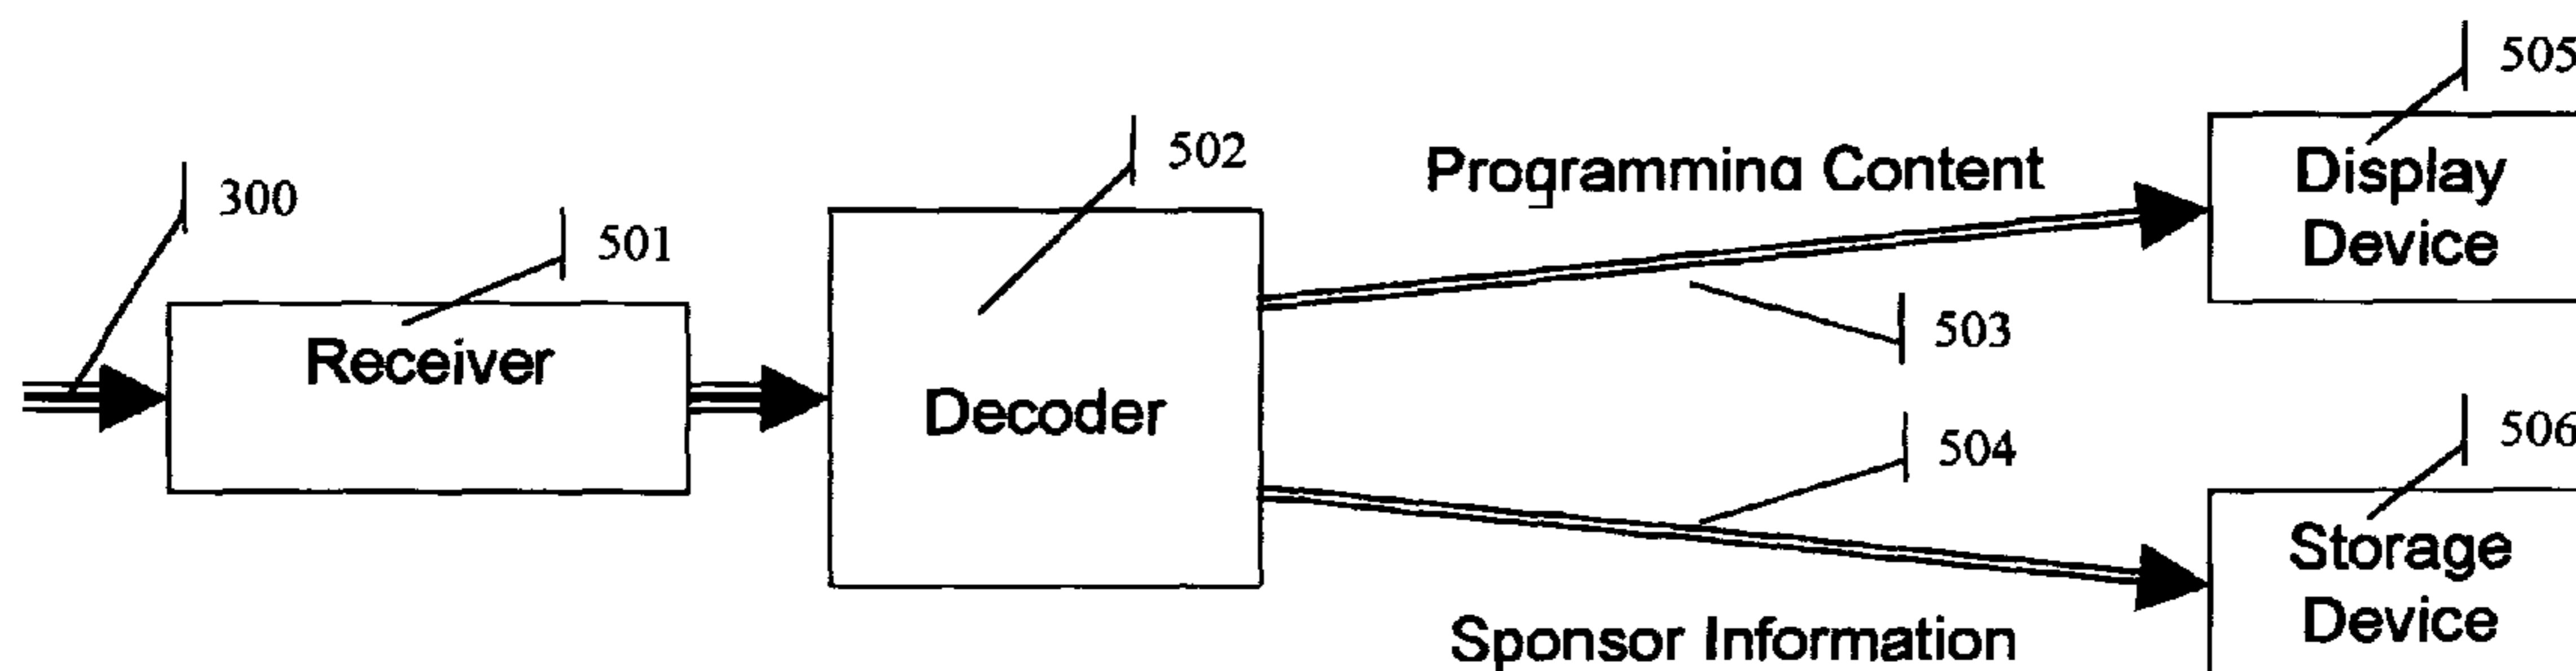 300
Receiver
501
Decoder
502
Programming Content
503
504
Sponsor Information
Display
Device
505
Storage
Device
506